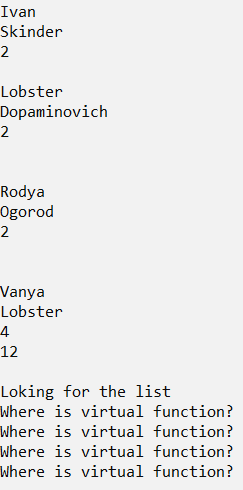 Ivan
Skinder
2
Lobster
Dopaminovich
2
Rodya
Ogorod
2
Vanya
Lobster
4
12
Loking for the list
Where is virtual function?
Where is virtual function?
Where is virtual function?
Where is virtual function?